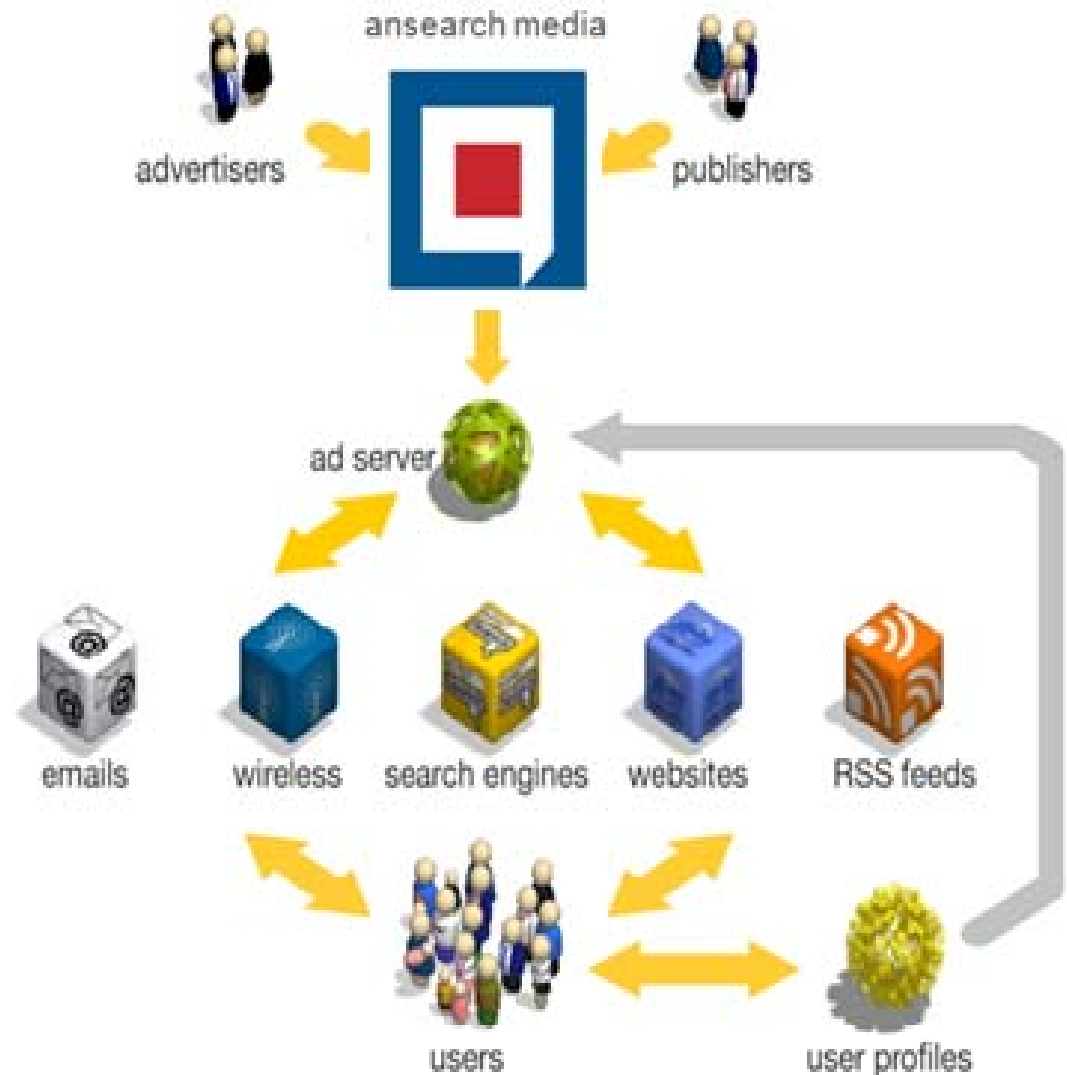 ansearch media
advertisers
publishers
ad server
emails
wireless
search engines
websites
RSS feeds
users
user profiles